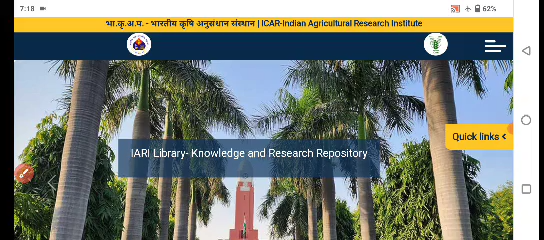 7:18
62%
भा.कृ.अ.प. - भारतीय कृषि अनुसंधान संस्थान | ICAR-Indian Agricultural Research Institute
Quick links <
IARI Library- Knowledge and Research Repository